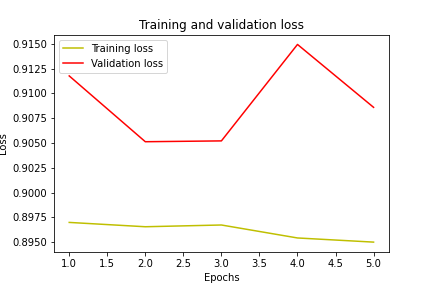 Training and validation loss
Training loss
Validation loss
0.9150
0.9125
0.9100
0.9075
0.9050
0.9025
0.9000
0.8975
0.8950
Loss
1.0 1.5 2.0 2.5 3.0 3.5 4.0 4.5 5.0
Epochs